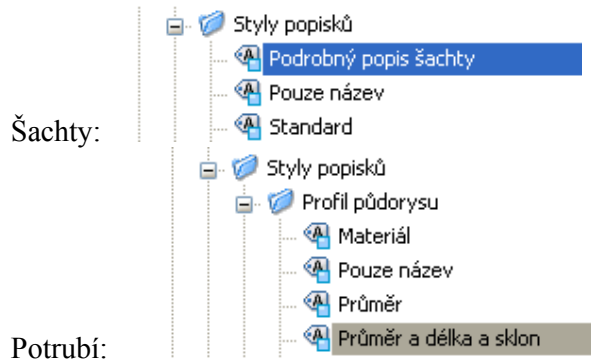 Styly popisků
Podrobný popis šachty
Pouze název
Šachty: Standard
Styly popisků
Profil půdorysu
Materiál
Pouze název
Průměr
Potrubí: Průměr a délka a sklon